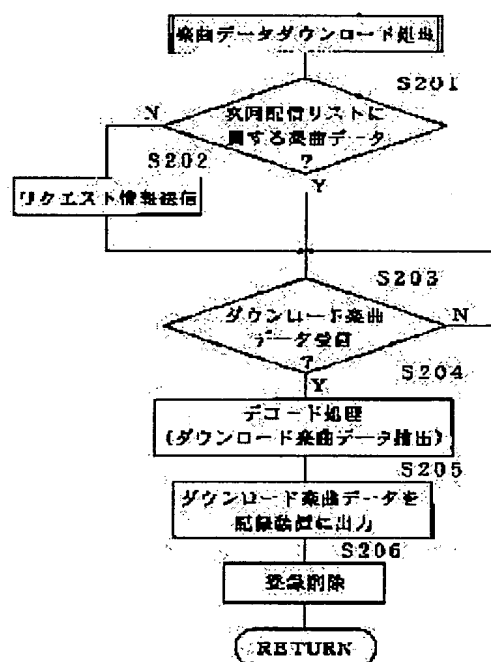 楽曲データダウンロード処理
S201
次回配信リストに
関する楽曲データ
?
N
Y
S202
リクエスト情報送信
S203
ダウンロード楽曲
データ受信
?
N
Y
S204
デコード処理
(ダウンロード楽曲データ抽出)
S205
ダウンロード楽曲データを
記録装置に出力
S206
登録削除
RETURN